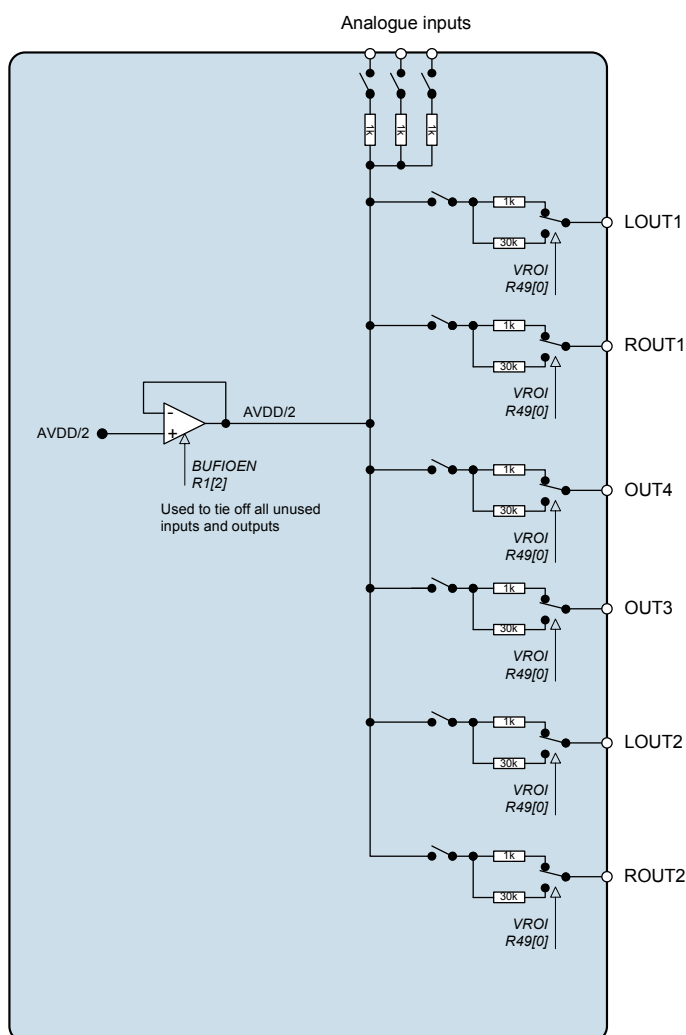 Analogue inputs
1k 1k 1k
1k
LOUT1
30k
VROI
R49[0]
1k
ROUT1
30k
VROI
R49[0]
-
+
AVDD/2
AVDD/2
BUFIOEN
R1[2]
Used to tie off all unused
inputs and outputs
1k
OUT4
30k
VROI
R49[0]
1k
OUT3
30k
VROI
R49[0]
1k
LOUT2
30k
VROI
R49[0]
1k
ROUT2
30k
VROI
R49[0]